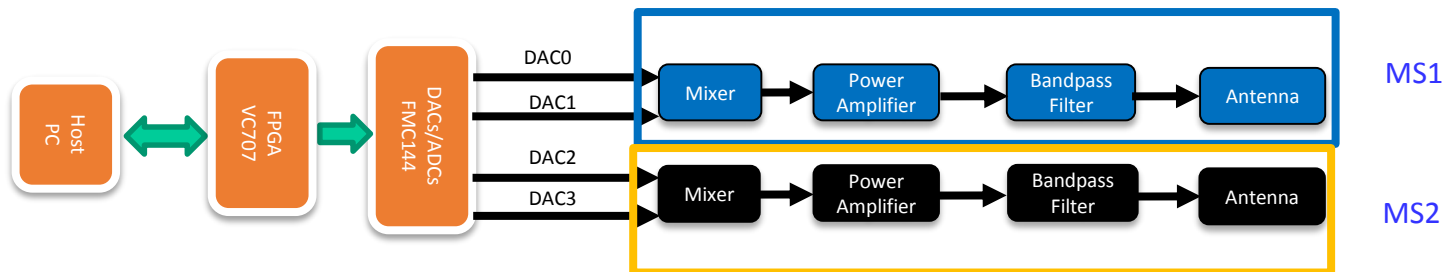 Host
PC
FPGA
VC707
DACs/ADCs
FMC144
DAC0
DAC1
DAC2
DAC3
Mixer
Power
Amplifier
Bandpass
Filter
Antenna
MS1
Mixer
Power
Amplifier
Bandpass
Filter
Antenna
MS2